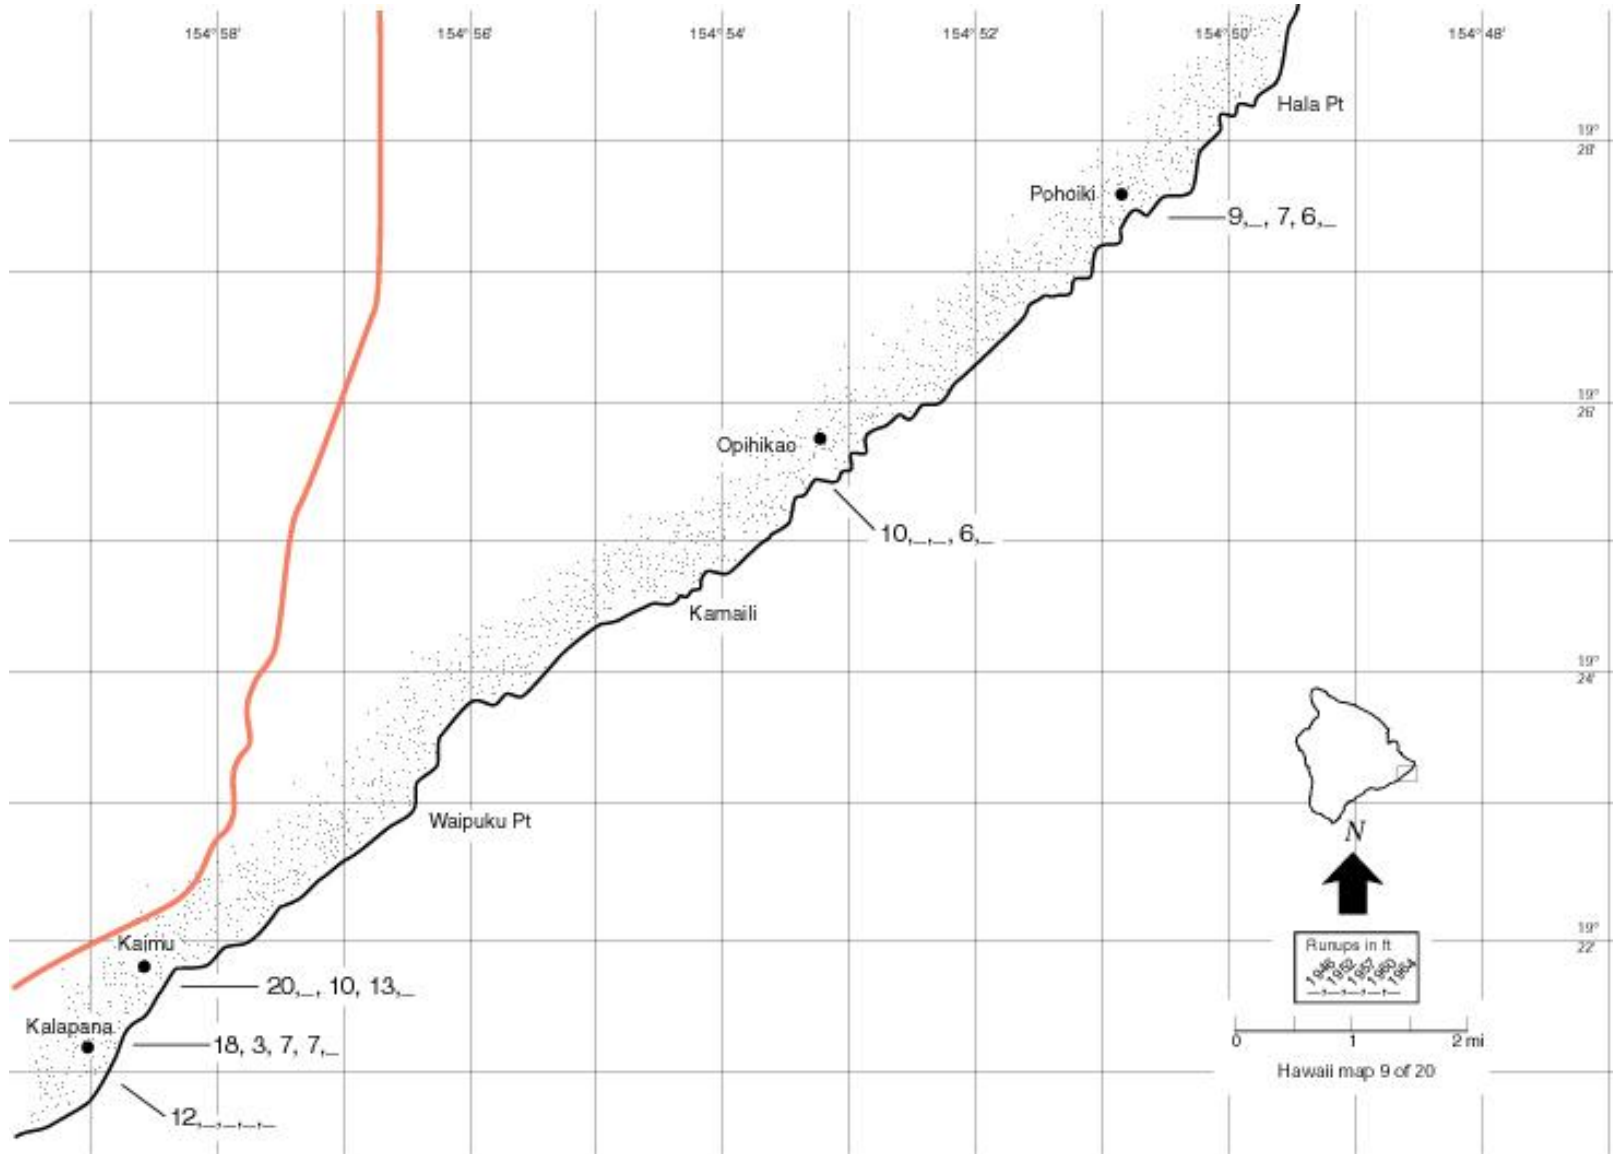 154° 58'
154° 56'
154° 54'
154° 52'
154° 50'
154° 48'
Hala Pt
19°
28'
Pohoiki
9,_, 7, 6,_
19°
26'
Opihikao
10,_,_, 6,_
Kamaili
19°
24'
Waipuku Pt
N
19°
22'
Kaimu
Runups in ft
1946 1952 1957 1960 1964
_,_,_,_,_
20,_, 10, 13,_
Kalapana
18, 3, 7, 7,_
0 1 2 mi
Hawaii map 9 of 20
12,_,_,_,_